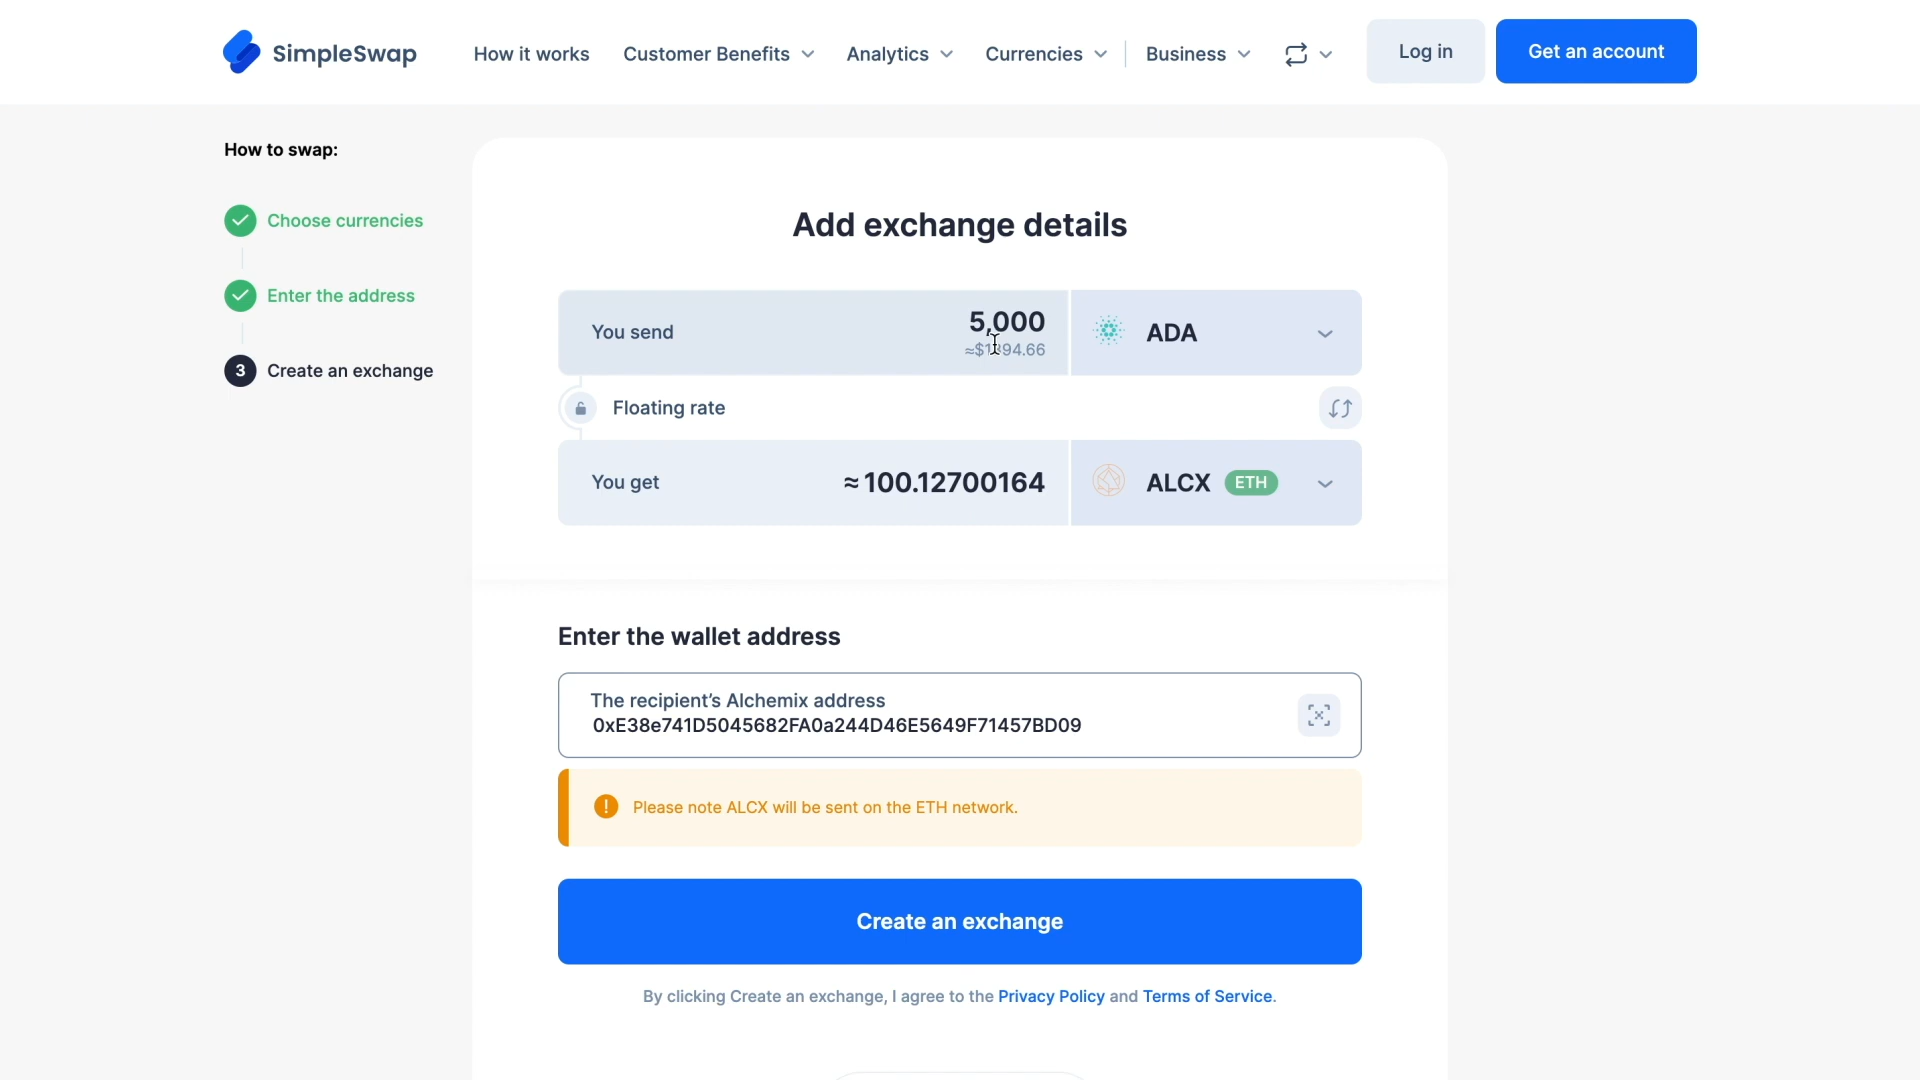 SimpleSwap
How it works
Customer Benefits
Analytics
Currencies
Business
Log in
Get an account
How to swap:
Choose currencies
Enter the address
3 Create an exchange
Add exchange details
You send
5,000
ADA
Floating rate
You get
≈ 100.12700164
ALCX ETH
Enter the wallet address
The recipient's Alchemix address
0xE38e741D5045682FA0a244D46E5649F71457BD09
Please note ALCX will be sent on the ETH network.
Create an exchange
By clicking Create an exchange, I agree to the Privacy Policy and Terms of Service.